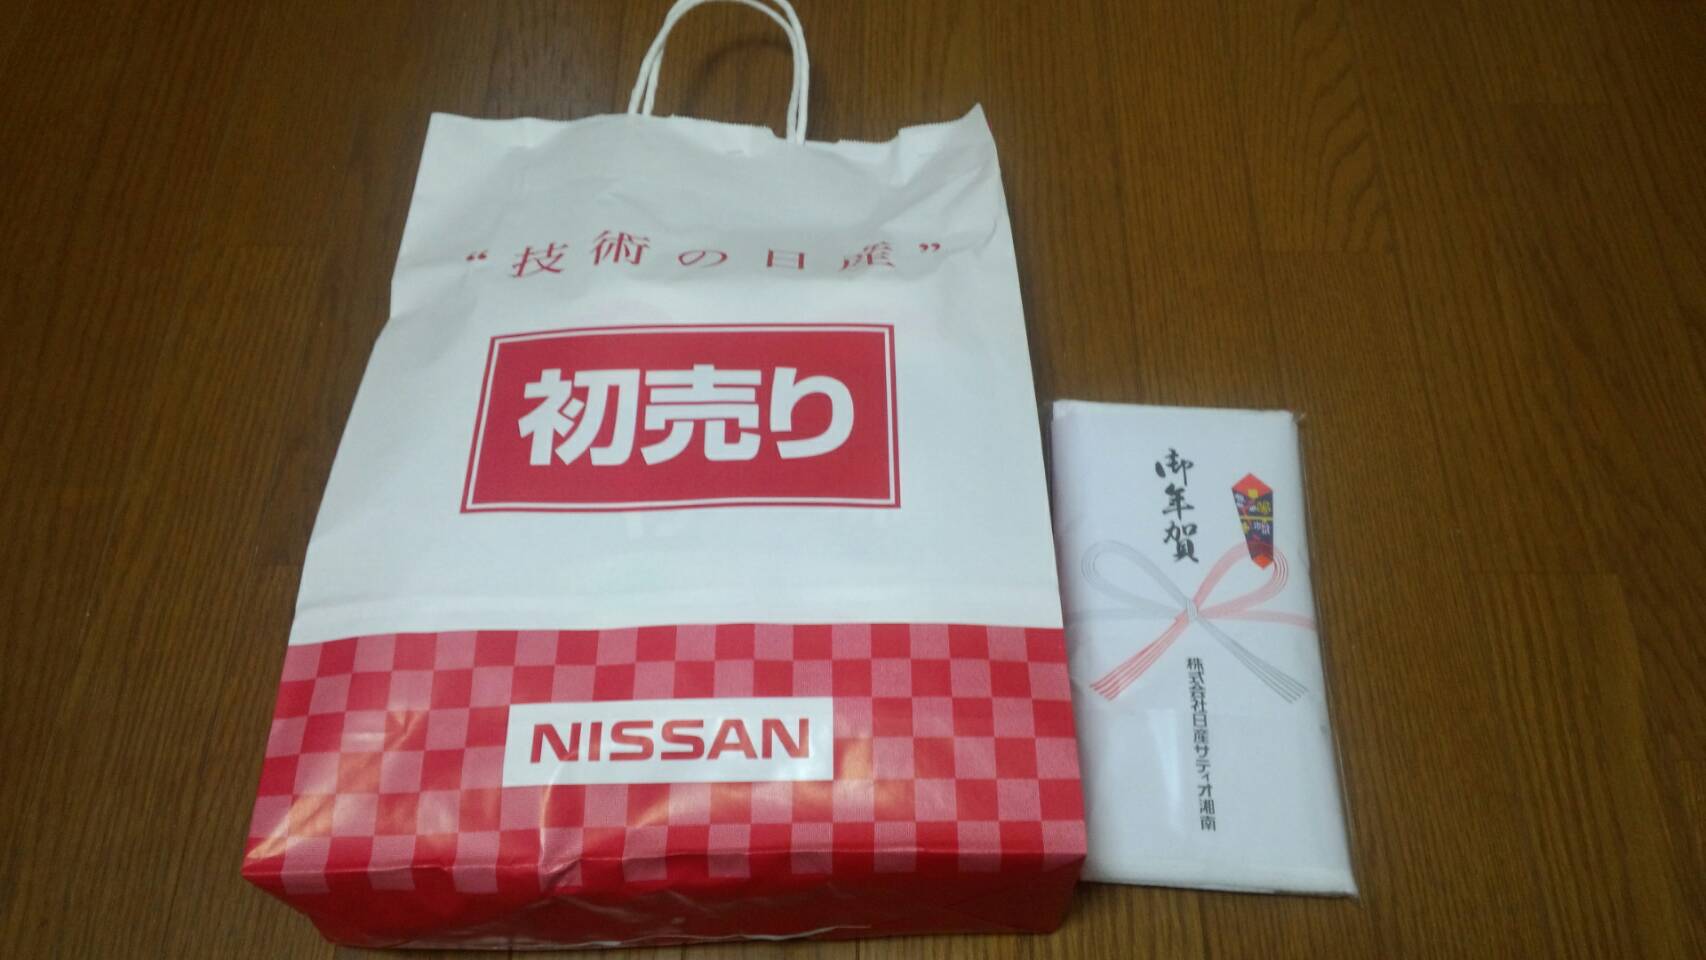 “技術の日産”
初売り
NISSAN
御年賀
株式会社日産サティオ湘南